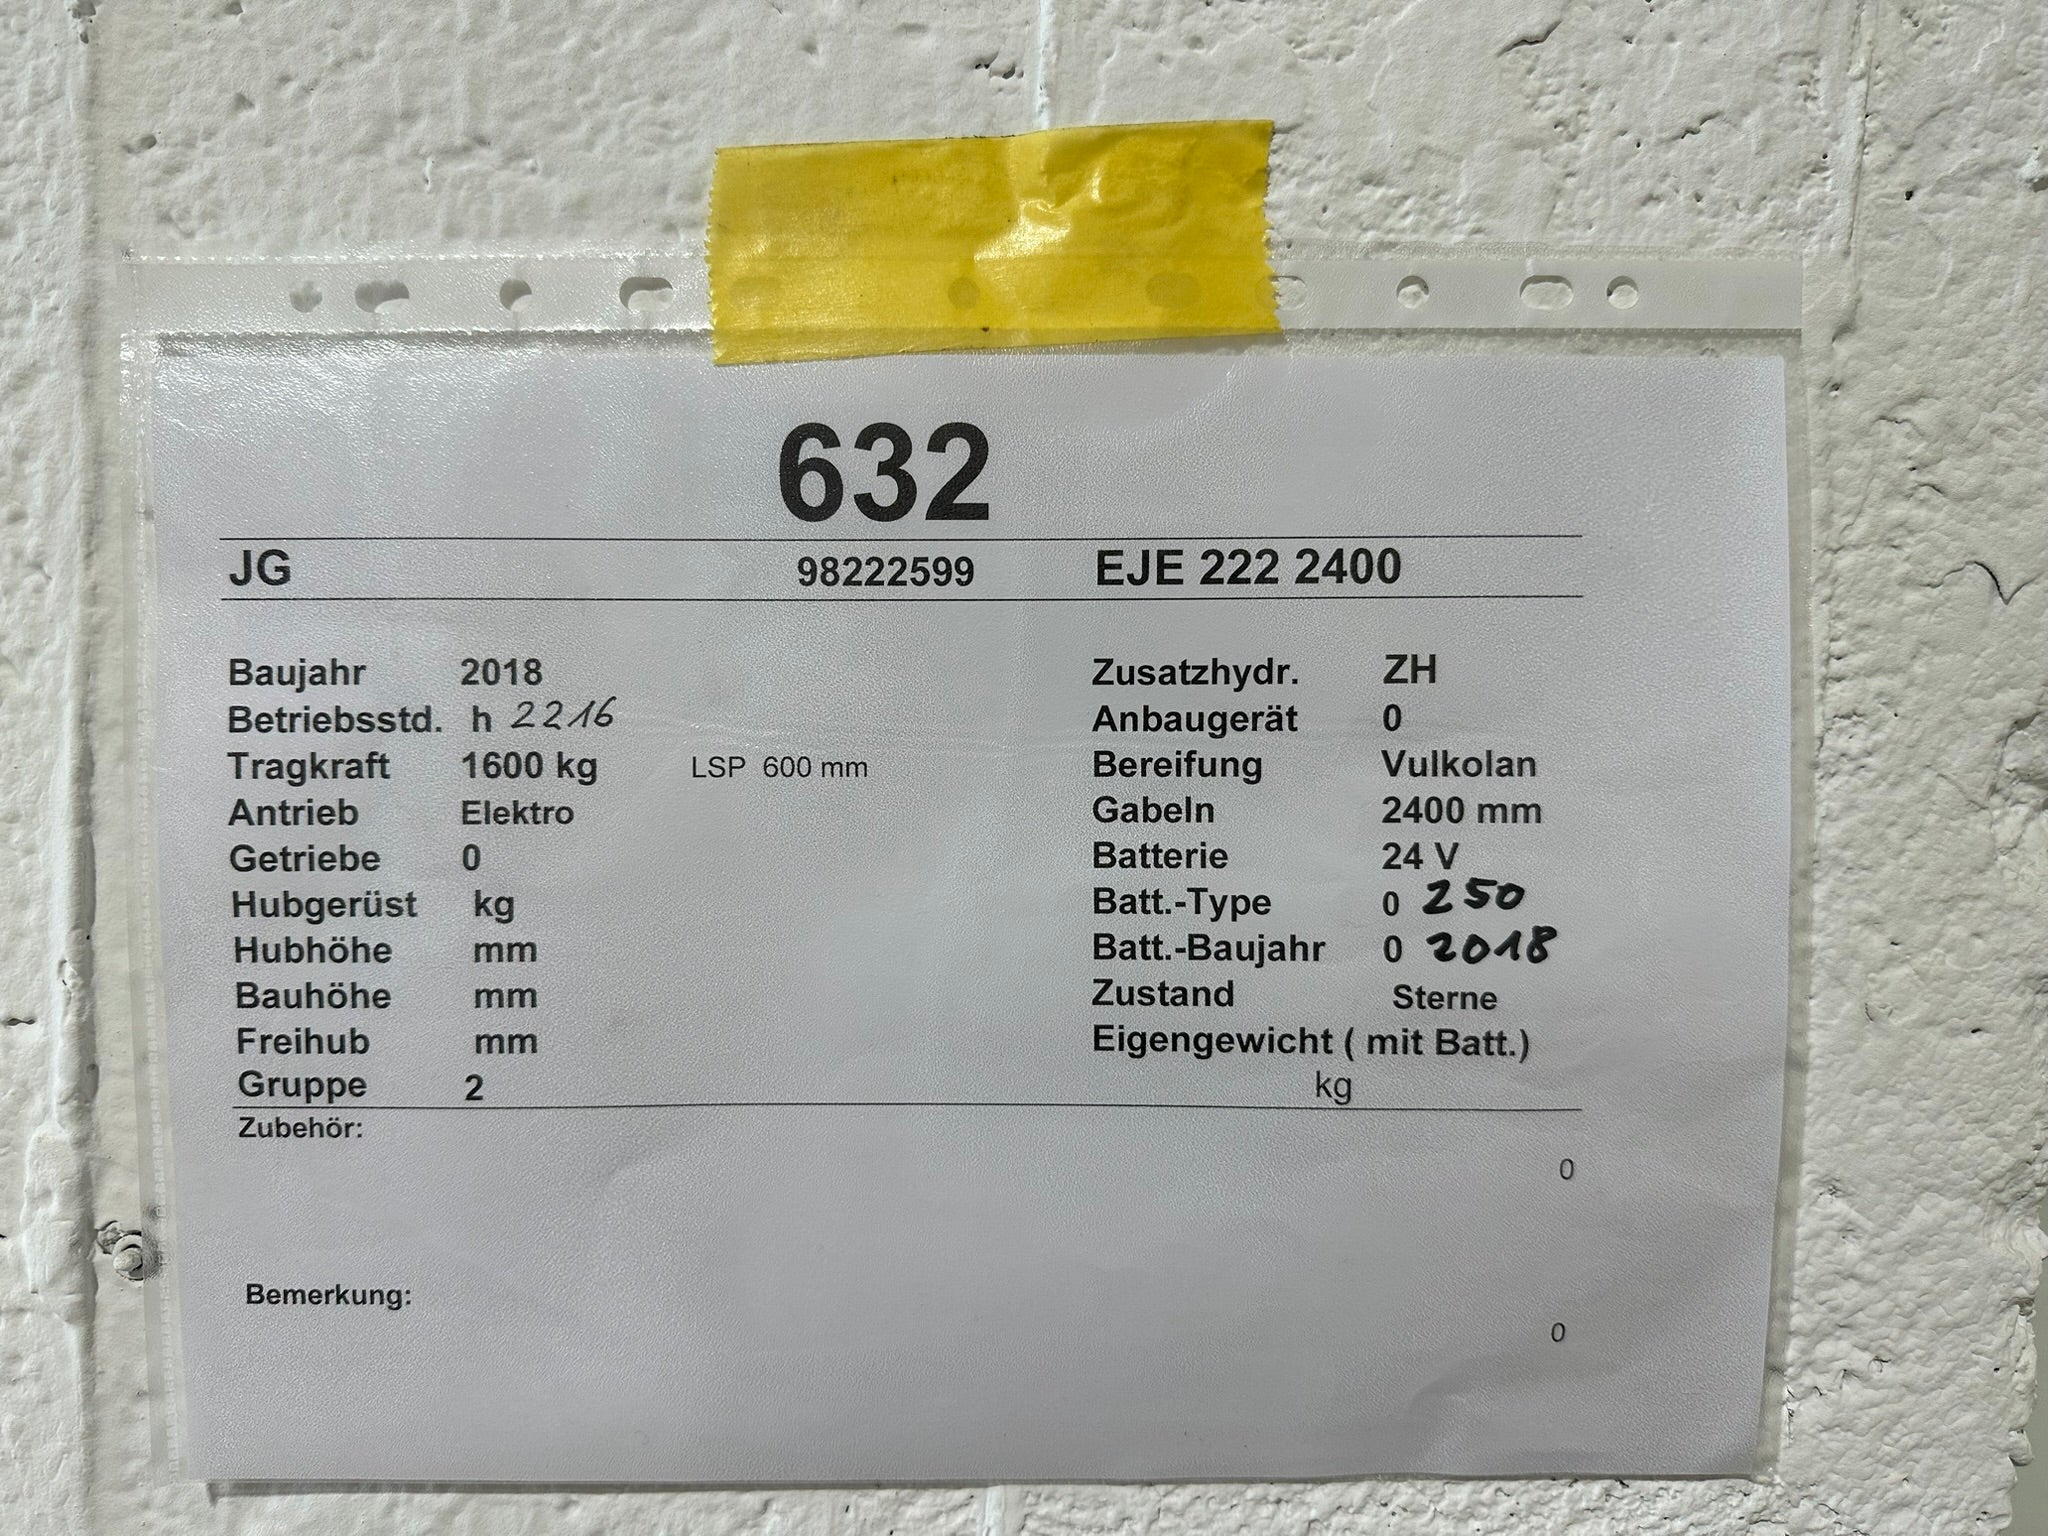 632
JG 98222599 EJE 222 2400
Baujahr 2018 Zusatzhydr. ZH
Betriebsstd. h 2216 Anbaugerät 0
Tragkraft 1600 kg LSP 600 mm Bereifung Vulkolan
Antrieb Elektro Gabeln 2400 mm
Getriebe 0 Batterie 24 V
Hubgerüst kg Batt.-Type 0 250
Hubhöhe mm Batt.-Baujahr 0 2018
Bauhöhe mm Zustand Sterne
Freihub mm Eigengewicht ( mit Batt.)
Gruppe 2 kg
Zubehör:
0
Bemerkung:
0